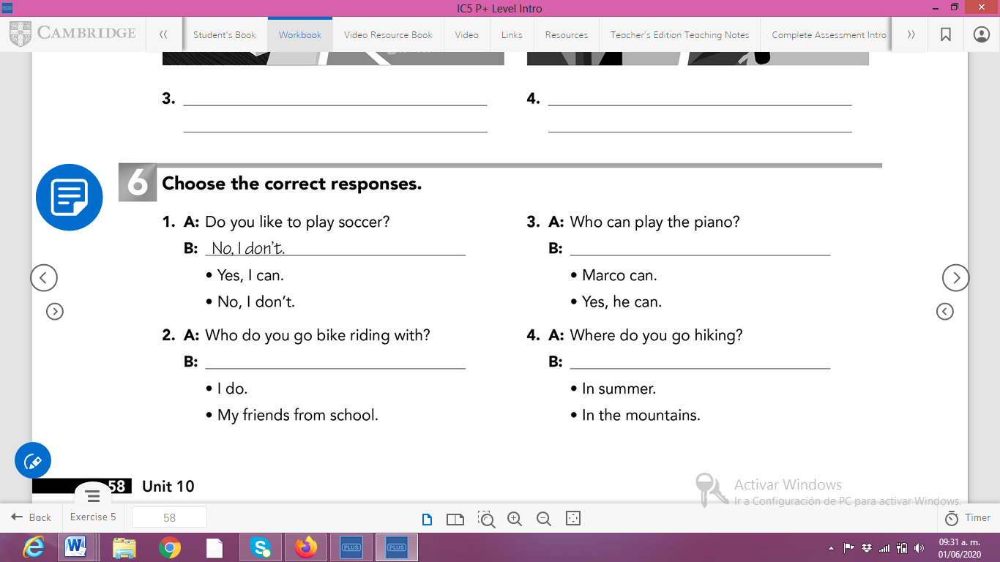 IC5 P+ Level Intro
CAMBRIDGE
Student's Book
Workbook
Video Resource Book
Video
Links
Resources
Teacher's Edition Teaching Notes
Complete Assessment Intro
3.
4.
6 Choose the correct responses.
1. A: Do you like to play soccer?
B: No, I don't.
• Yes, I can.
• No, I don't.
2. A: Who do you go bike riding with?
B:
• I do.
• My friends from school.
3. A: Who can play the piano?
B:
• Marco can.
• Yes, he can.
4. A: Where do you go hiking?
B:
• In summer.
• In the mountains.
58 Unit 10
Activar Windows
Ir a Configuración de PC para activar Windows.
Back
Exercise 5
58
Timer
PLUS
PLUS
09:31 a. m.
01/06/2020